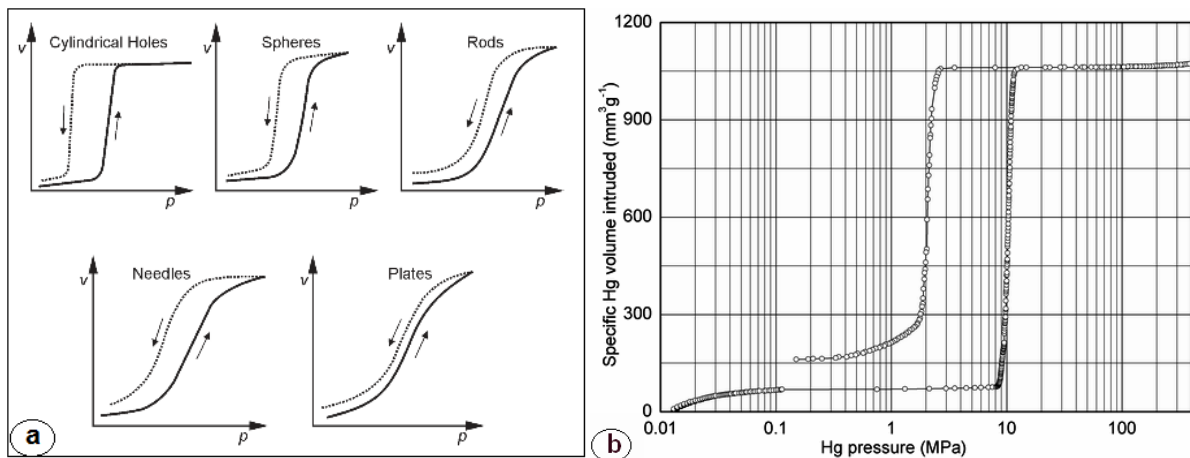 Cylindrical Holes
v
p
Spheres
v
p
Rods
v
p
Needles
v
p
Plates
v
p
a
Specific Hg volume intruded (mm³g⁻¹)
1200
900
600
300
0
0.01 0.1 1 10 100
Hg pressure (MPa)
b